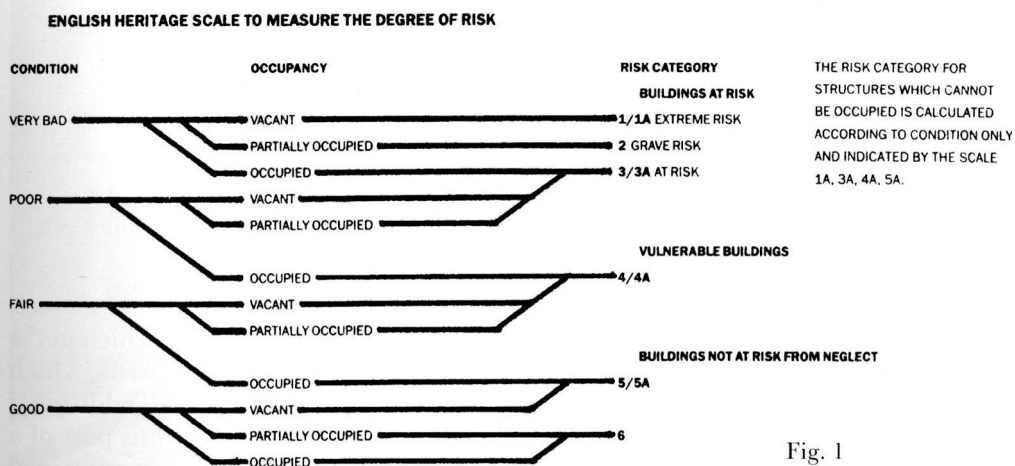 ENGLISH HERITAGE SCALE TO MEASURE THE DEGREE OF RISK
CONDITION OCCUPANCY RISK CATEGORY
BUILDINGS AT RISK
VERY BAD VACANT 1/1A EXTREME RISK
PARTIALLY OCCUPIED 2 GRAVE RISK
OCCUPIED 3/3A AT RISK
POOR VACANT
PARTIALLY OCCUPIED
VULNERABLE BUILDINGS
OCCUPIED 4/4A
FAIR VACANT
PARTIALLY OCCUPIED
BUILDINGS NOT AT RISK FROM NEGLECT
OCCUPIED 5/5A
GOOD VACANT
PARTIALLY OCCUPIED 6
OCCUPIED
THE RISK CATEGORY FOR
STRUCTURES WHICH CANNOT
BE OCCUPIED IS CALCULATED
ACCORDING TO CONDITION ONLY
AND INDICATED BY THE SCALE
1A, 3A, 4A, 5A.
Fig. 1